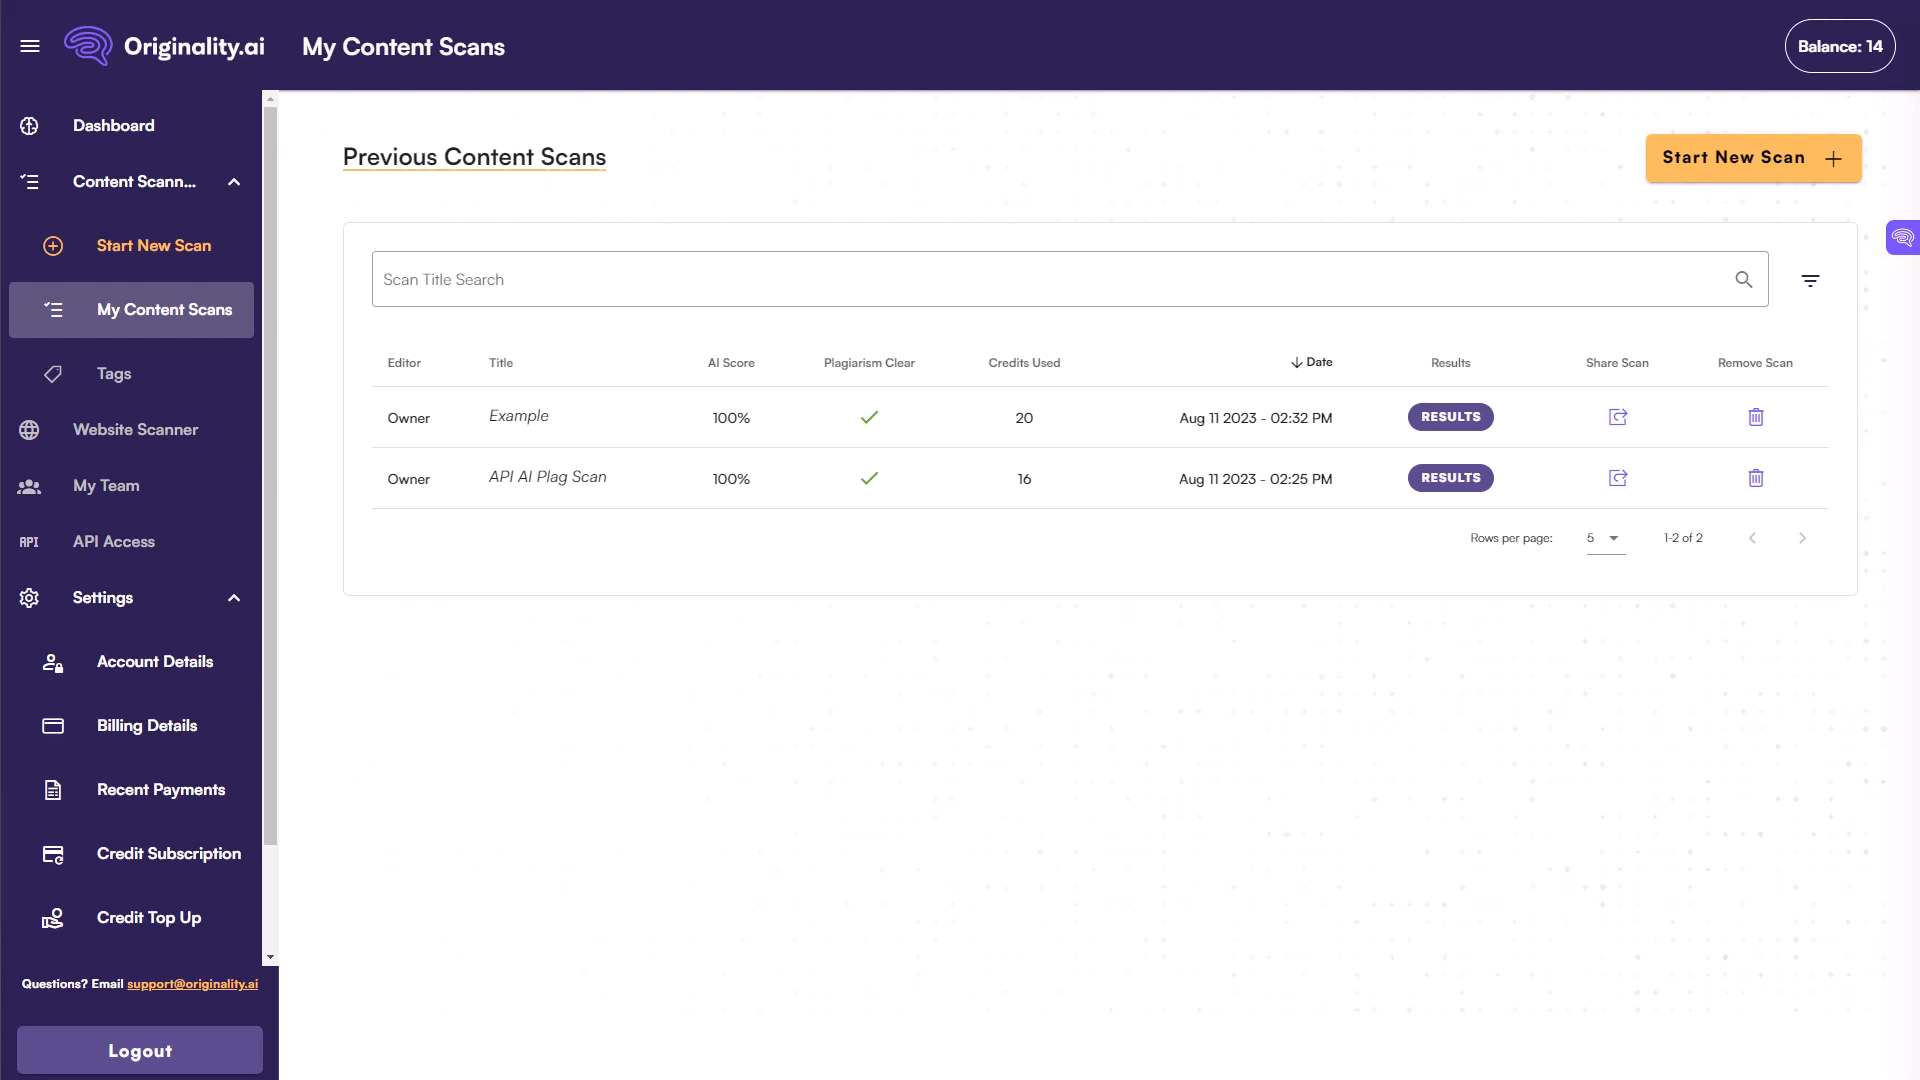 Originality.ai
My Content Scans
Balance: 14
Dashboard
Content Scann...
Start New Scan
My Content Scans
Tags
Website Scanner
My Team
API API Access
Settings
Account Details
Billing Details
Recent Payments
Credit Subscription
Credit Top Up
Questions? Email support@originality.ai
Logout
Previous Content Scans
Start New Scan
Scan Title Search
Editor Title AI Score Plagiarism Clear Credits Used Date Results Share Scan Remove Scan
Owner Example 100% 20 Aug 11 2023 - 02:32 PM RESULTS
Owner API AI Plag Scan 100% 16 Aug 11 2023 - 02:25 PM RESULTS
Rows per page: 5 1-2 of 2